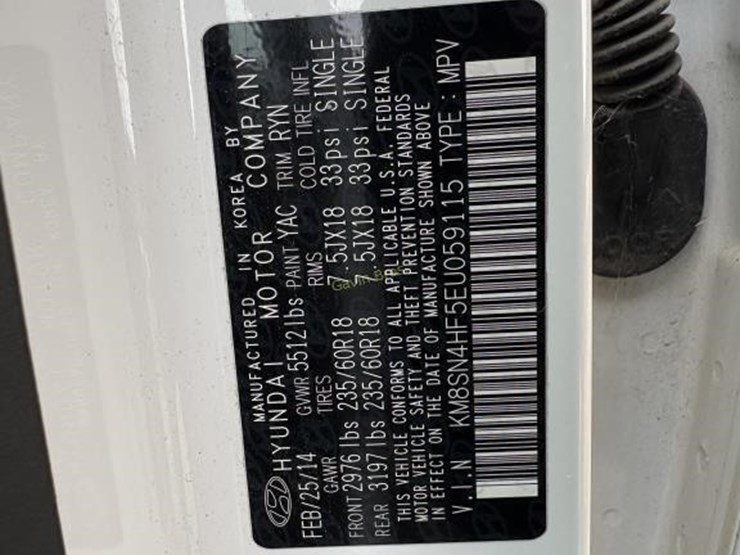 MANUFACTURED IN KOREA BY
HYUNDAI MOTOR COMPANY
FEB/25/14 GVWR 5512lbs PAINT YAC TRIM RYN
GAWR TIRES RIMS COLD TIRE INFL
FRONT 2976 lbs 235/60R18 7.5JX18 33psi SINGLE
REAR 3197 lbs 235/60R18 7.5JX18 33psi SINGLE
THIS VEHICLE CONFORMS TO ALL APPLICABLE U.S.A. FEDERAL
MOTOR VEHICLE SAFETY AND THEFT PREVENTION STANDARDS
IN EFFECT ON THE DATE OF MANUFACTURE SHOWN ABOVE
V.I.N KM8SN4HF5EU059115 TYPE : MPV